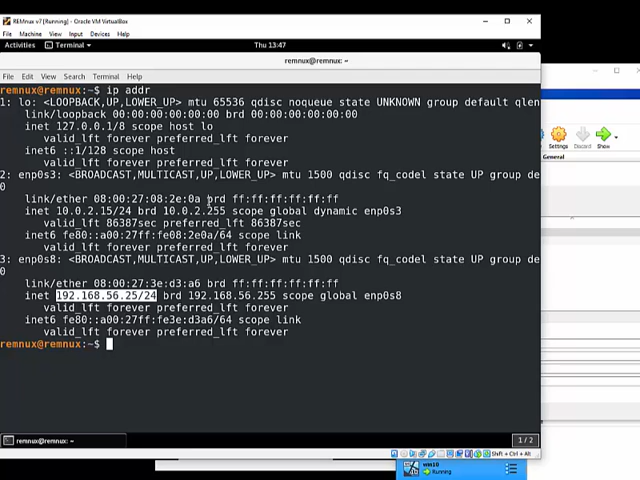 REMnux v7 [Running] - Oracle VM VirtualBox
File Machine View Input Devices Help
Activities Terminal Thu 13:47
remnux@remnux: ~
File Edit View Search Terminal Help
remnux@remnux:~$ ip addr
1: lo: <LOOPBACK,UP,LOWER_UP> mtu 65536 qdisc noqueue state UNKNOWN group default qlen
link/loopback 00:00:00:00:00:00 brd 00:00:00:00:00:00
inet 127.0.0.1/8 scope host lo
valid_lft forever preferred_lft forever
inet6 ::1/128 scope host
valid_lft forever preferred_lft forever
2: enp0s3: <BROADCAST,MULTICAST,UP,LOWER_UP> mtu 1500 qdisc fq_codel state UP group de
0
link/ether 08:00:27:08:2e:0a brd ff:ff:ff:ff:ff:ff
inet 10.0.2.15/24 brd 10.0.2.255 scope global dynamic enp0s3
valid_lft 86387sec preferred_lft 86387sec
inet6 fe80::a00:27ff:fe08:2e0a/64 scope link
valid_lft forever preferred_lft forever
3: enp0s8: <BROADCAST,MULTICAST,UP,LOWER_UP> mtu 1500 qdisc fq_codel state UP group de
0
link/ether 08:00:27:3e:d3:a6 brd ff:ff:ff:ff:ff:ff
inet 192.168.56.25/24 brd 192.168.56.255 scope global enp0s8
valid_lft forever preferred_lft forever
inet6 fe80::a00:27ff:fe3e:d3a6/64 scope link
valid_lft forever preferred_lft forever
remnux@remnux:~$
remnux@remnux: ~
1 / 2
Shift + Ctrl + Alt
Settings Discard Show
General
win10
Running